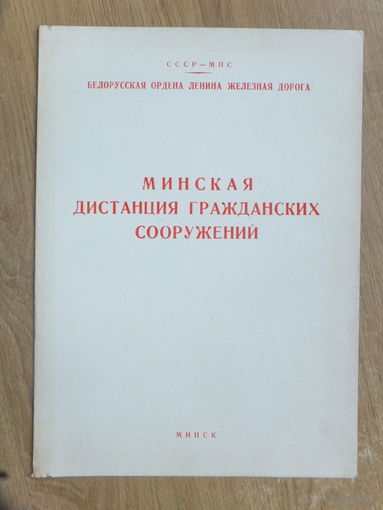 СССР — МПС
БЕЛОРУССКАЯ ОРДЕНА ЛЕНИНА ЖЕЛЕЗНАЯ ДОРОГА
МИНСКАЯ
ДИСТАНЦИЯ ГРАЖДАНСКИХ
СООРУЖЕНИЙ
МИНСК